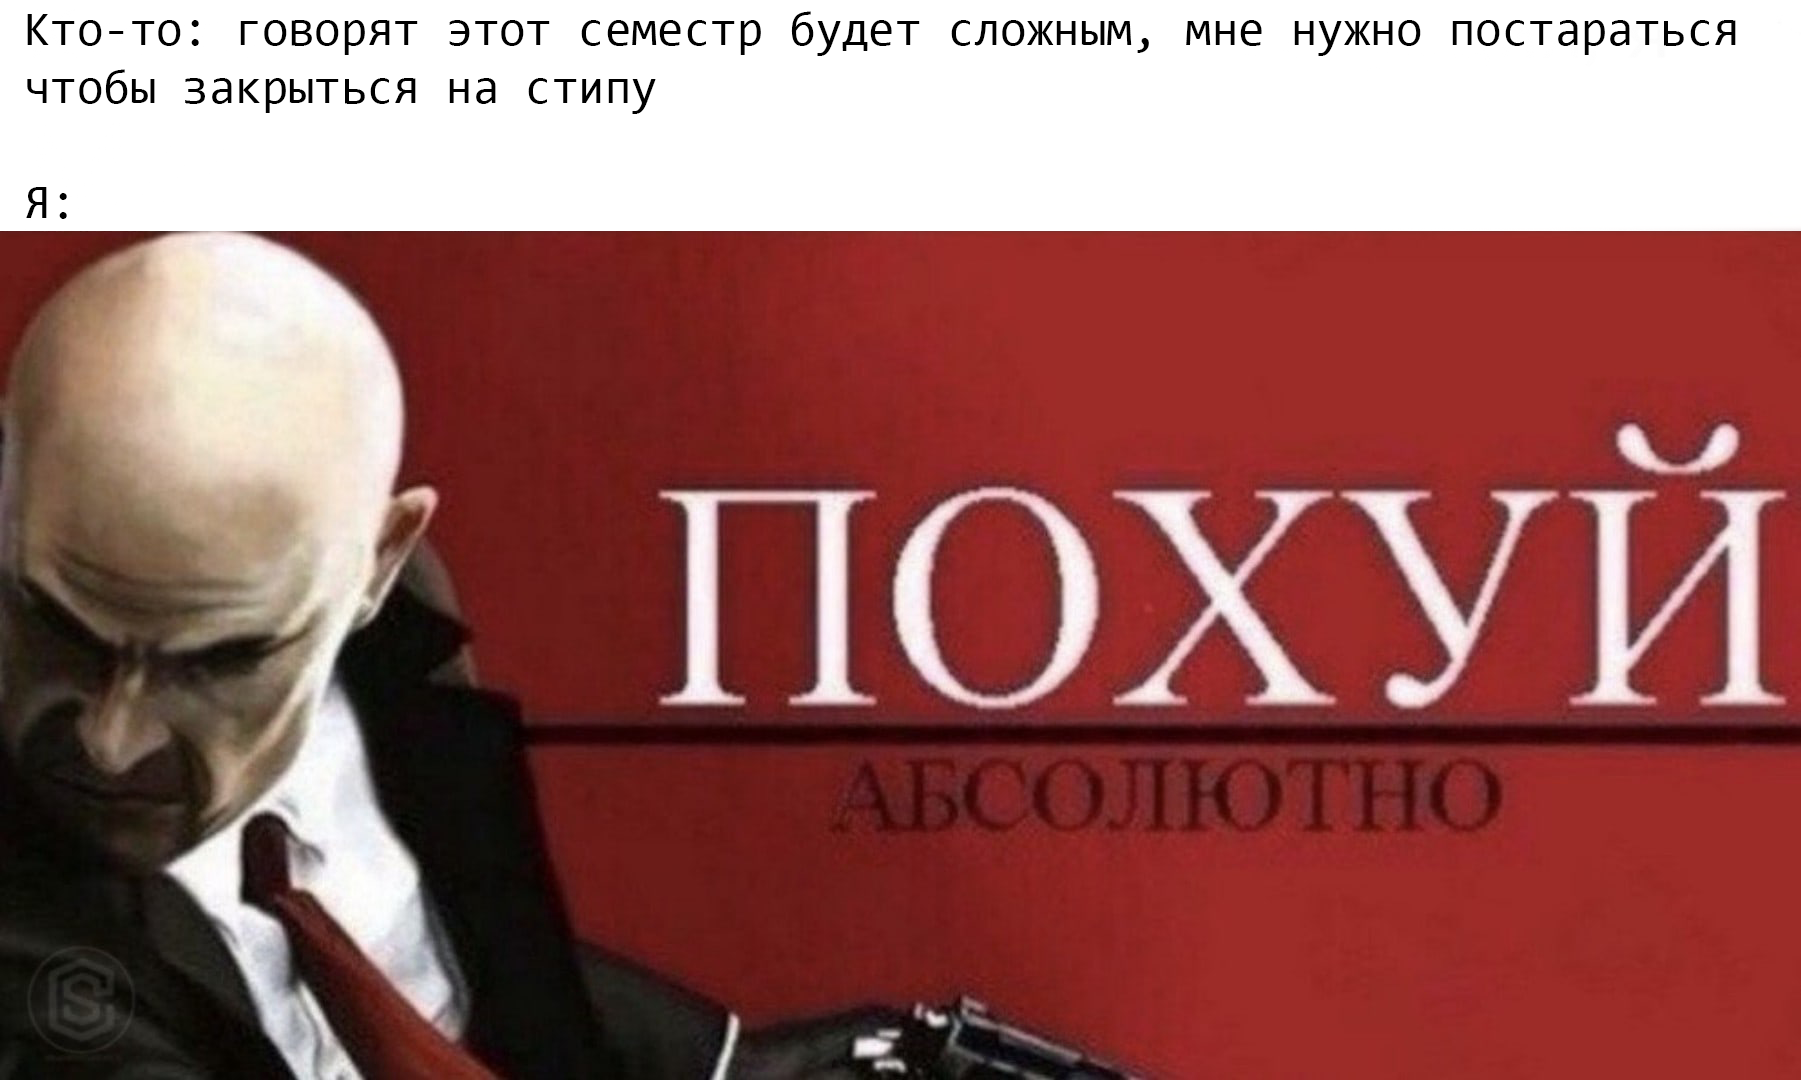 Кто-то: говорят этот семестр будет сложным, мне нужно постараться
чтобы закрыться на стипу
Я:
ПОХУЙ
АБСОЛЮТНО